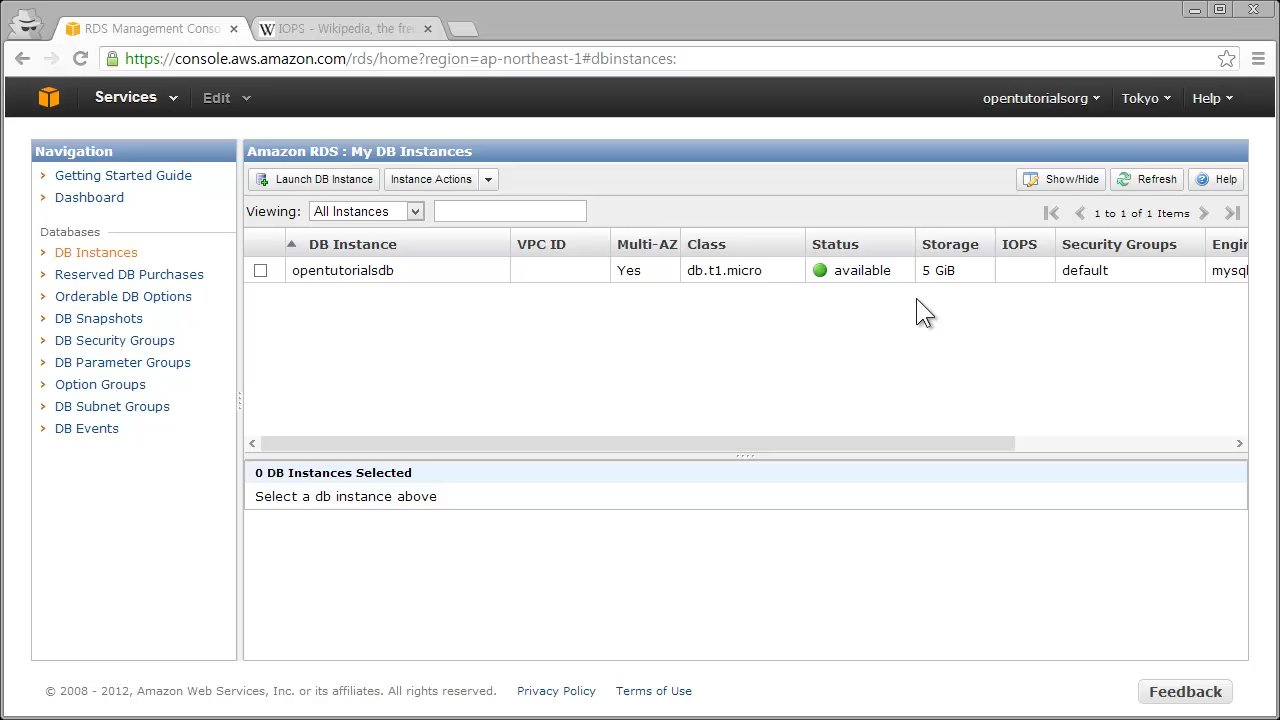 RDS Management Conso
IOPS - Wikipedia, the fre
https://console.aws.amazon.com/rds/home?region=ap-northeast-1#dbinstances:
Services Edit opentutorialsorg Tokyo Help
Navigation
Getting Started Guide
Dashboard
Databases
DB Instances
Reserved DB Purchases
Orderable DB Options
DB Snapshots
DB Security Groups
DB Parameter Groups
Option Groups
DB Subnet Groups
DB Events
Amazon RDS : My DB Instances
Launch DB Instance Instance Actions Show/Hide Refresh Help
Viewing: All Instances 1 to 1 of 1 Items
DB Instance VPC ID Multi-AZ Class Status Storage IOPS Security Groups Engin
opentutorialsdb Yes db.t1.micro available 5 GiB default mysql
0 DB Instances Selected
Select a db instance above
© 2008 - 2012, Amazon Web Services, Inc. or its affiliates. All rights reserved. Privacy Policy Terms of Use
Feedback